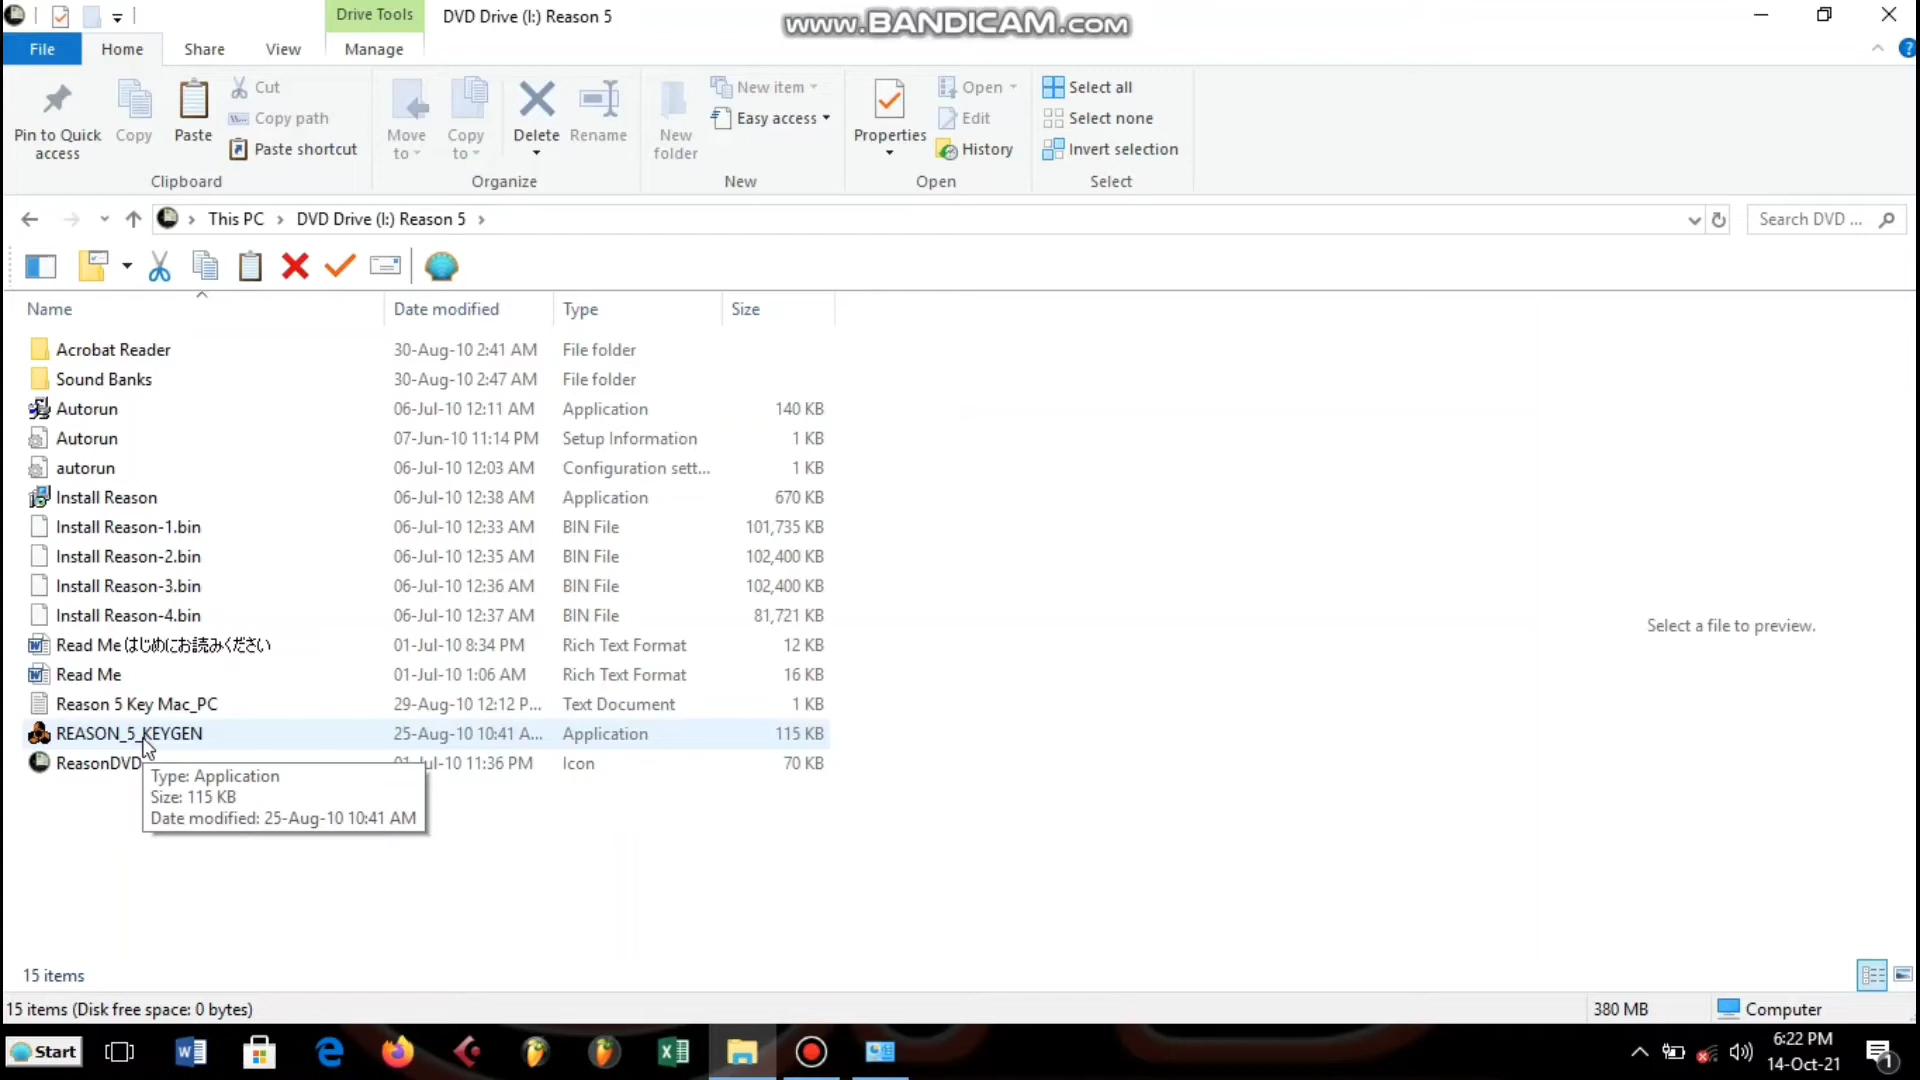 Drive Tools
DVD Drive (I:) Reason 5
www.BANDICAM.com
File
Home
Share
View
Manage
Pin to Quick access
Copy
Paste
Cut
Copy path
Paste shortcut
Clipboard
Move to
Copy to
Delete
Rename
Organize
New folder
New item
Easy access
New
Properties
Open
Edit
History
Open
Select all
Select none
Invert selection
Select
This PC > DVD Drive (I:) Reason 5 >
Search DVD ...
Name Date modified Type Size
Acrobat Reader 30-Aug-10 2:41 AM File folder
Sound Banks 30-Aug-10 2:47 AM File folder
Autorun 06-Jul-10 12:11 AM Application 140 KB
Autorun 07-Jun-10 11:14 PM Setup Information 1 KB
autorun 06-Jul-10 12:03 AM Configuration sett... 1 KB
Install Reason 06-Jul-10 12:38 AM Application 670 KB
Install Reason-1.bin 06-Jul-10 12:33 AM BIN File 101,735 KB
Install Reason-2.bin 06-Jul-10 12:35 AM BIN File 102,400 KB
Install Reason-3.bin 06-Jul-10 12:36 AM BIN File 102,400 KB
Install Reason-4.bin 06-Jul-10 12:37 AM BIN File 81,721 KB
Read Me はじめにお読みください 01-Jul-10 8:34 PM Rich Text Format 12 KB
Read Me 01-Jul-10 1:06 AM Rich Text Format 16 KB
Reason 5 Key Mac_PC 29-Aug-10 12:12 P... Text Document 1 KB
REASON_5_KEYGEN 25-Aug-10 10:41 A... Application 115 KB
ReasonDVD 11:36 PM Icon 70 KB
Type: Application
Size: 115 KB
Date modified: 25-Aug-10 10:41 AM
Select a file to preview.
15 items
15 items (Disk free space: 0 bytes)
380 MB
Computer
Start
6:22 PM
14-Oct-21
1